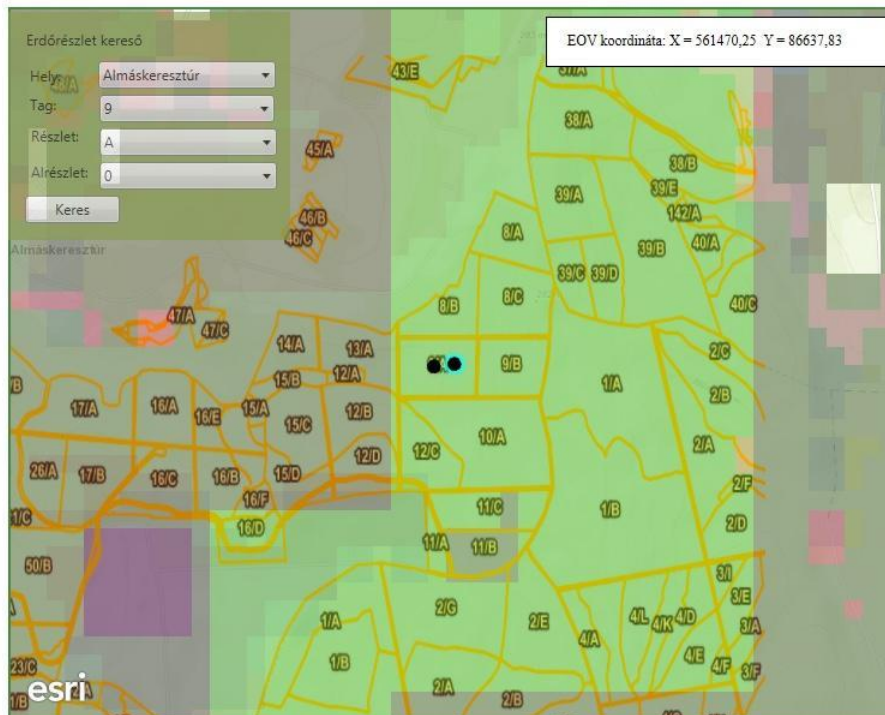 Erdőrészlet kereső
EOV koordináta: X = 561470,25 Y = 86637,83
Hely: Almáskeresztúr
Tag: 9
Részlet: A
Alrészlet: 0
Keres
48/A
43/E
37/A
38/A
45/A
38/B
39/E
39/A
142/A
46/B
46/C
8/A
39/B
40/A
Almáskeresztúr
39/C
39/D
8/C
8/B
40/C
47/A
47/C
14/A
13/A
2/C
9/B
12/A
15/B
1/A
2/B
17/A
16/A
16/E
15/A
15/C
12/B
10/A
2/A
12/C
12/D
26/A
17/B
16/C
16/B
15/D
2/F
16/F
11/C
1/B
16/D
2/D
11/A
11/B
50/B
3/I
3/E
2/G
1/A
2/E
4/L
4/K
4/D
3/A
4/A
1/B
4/E
4/F
3/F
23/C
2/A
2/B
esri